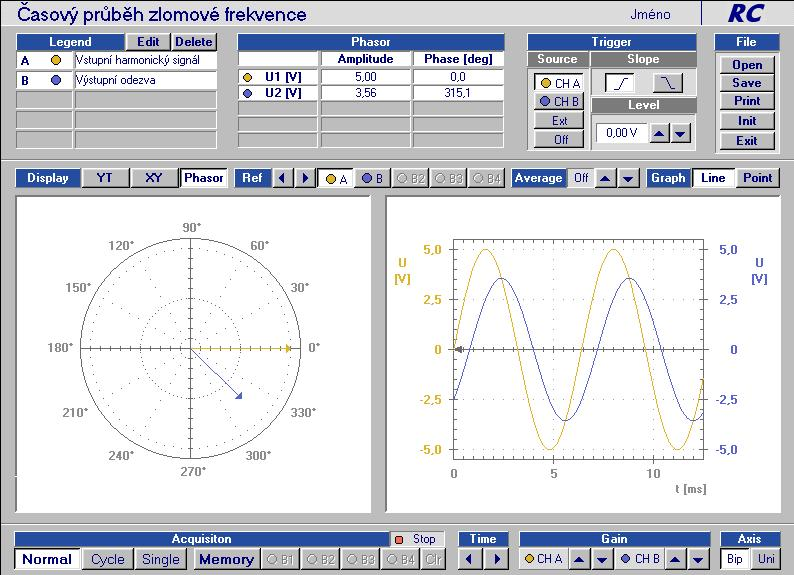 Časový průběh zlomové frekvence Jméno RC
Legend Edit Delete
A Vstupní harmonický signál
B Výstupní odezva
Phasor
Amplitude Phase [deg]
U1 [V] 5,00 0,0
U2 [V] 3,56 315,1
Trigger
Source Slope
CH A
CH B
Ext
Off
Level
0,00 V
File
Open
Save
Print
Init
Exit
Display YT XY Phasor Ref A B B2 B3 B4 Average Off Graph Line Point
90°
120° 60°
150° 30°
180° 0°
210° 330°
240° 300°
270°
5,0 5,0
U U
[V] [V]
2,5 2,5
0 0
-2,5 -2,5
-5,0 -5,0
0 5 10
t [ms]
Acquisiton Stop Time Gain Axis
Normal Cycle Single Memory B1 B2 B3 B4 Clr CH A CH B Bip Uni